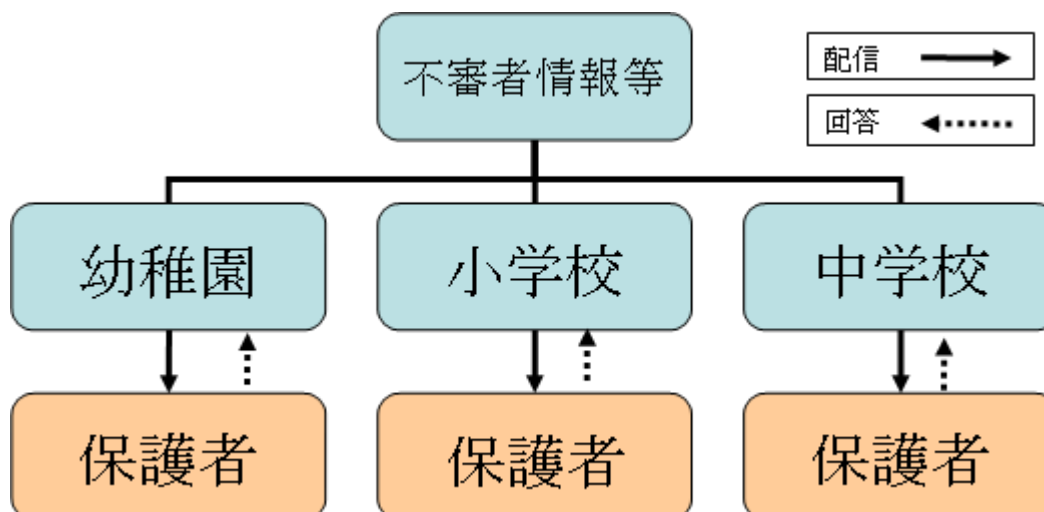 不審者情報等
配信
回答
幼稚園
小学校
中学校
保護者
保護者
保護者